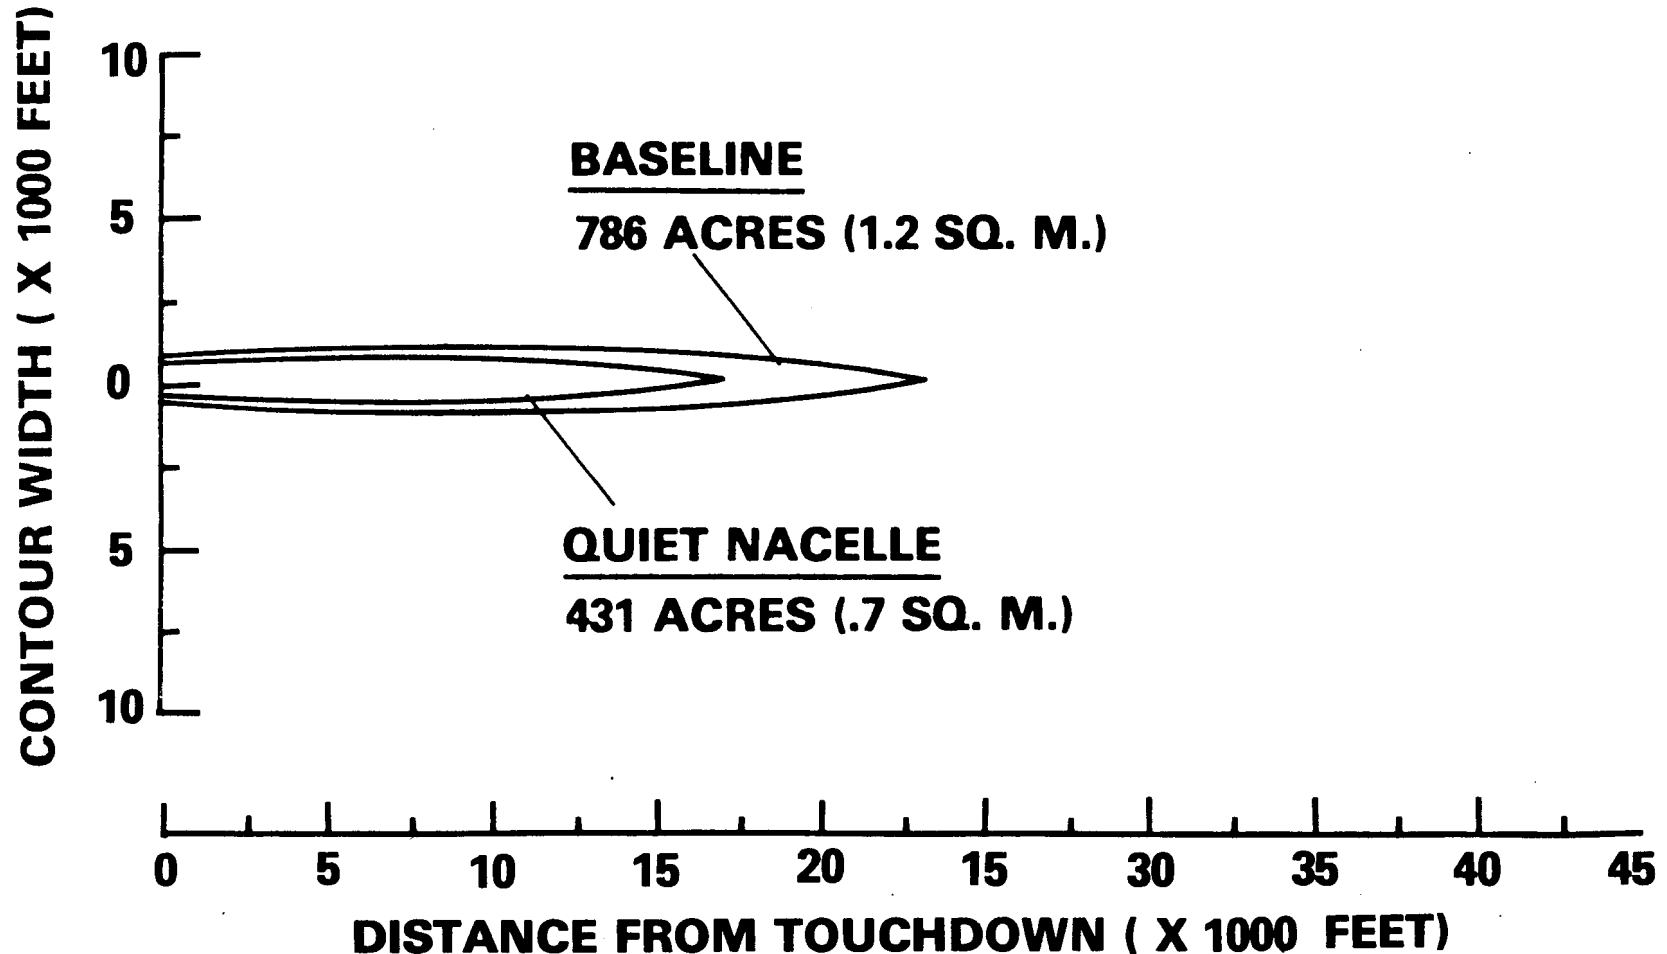 CONTOUR WIDTH ( X 1000 FEET)
10
5
0
5
10
BASELINE
786 ACRES (1.2 SQ. M.)
QUIET NACELLE
431 ACRES (.7 SQ. M.)
0 5 10 15 20 15 30 35 40 45
DISTANCE FROM TOUCHDOWN ( X 1000 FEET)